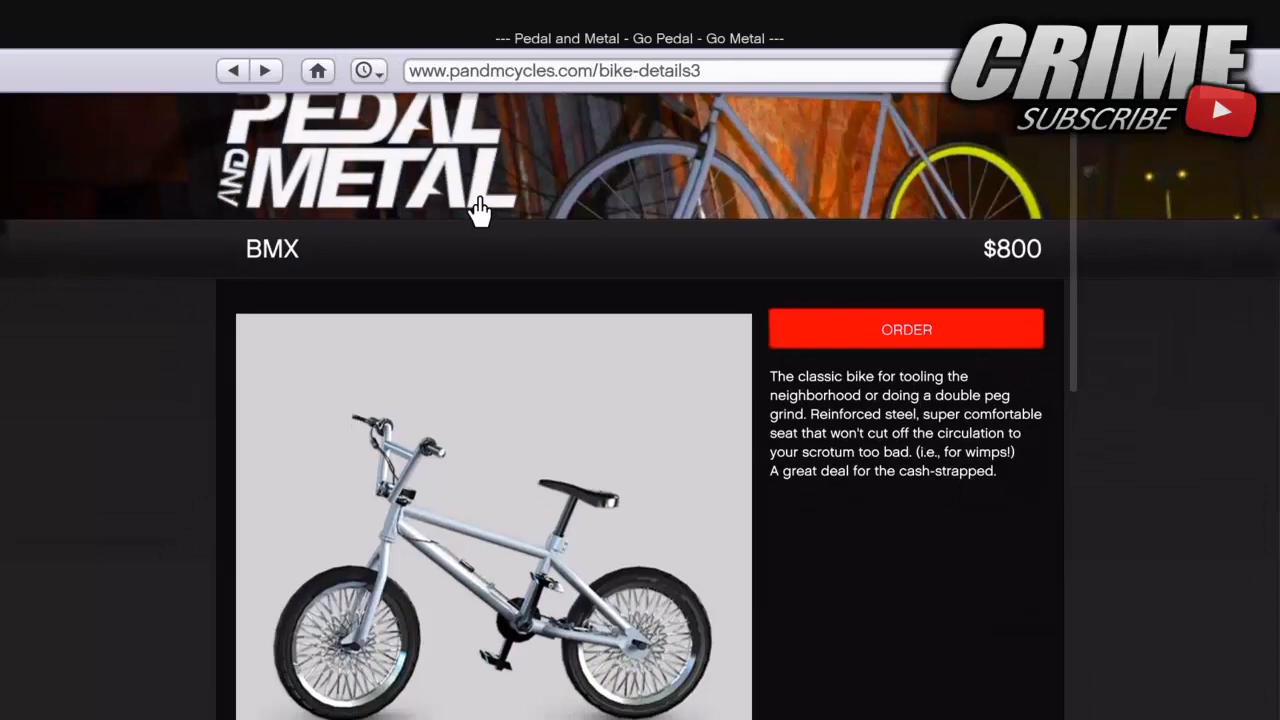 --- Pedal and Metal - Go Pedal - Go Metal ---
www.pandmcycles.com/bike-details3
CRIME
SUBSCRIBE
PEDAL
AND METAL
BMX
$800
ORDER
The classic bike for tooling the
neighborhood or doing a double peg
grind. Reinforced steel, super comfortable
seat that won't cut off the circulation to
your scrotum too bad. (i.e., for wimps!)
A great deal for the cash-strapped.